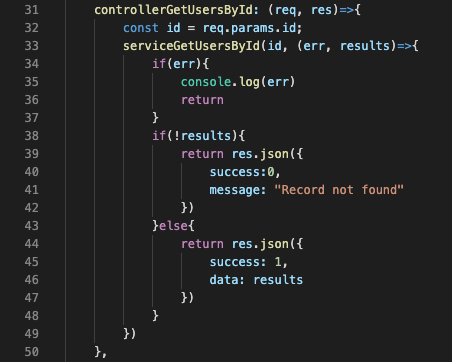 31 controllerGetUsersById: (req, res)=>{
32 const id = req.params.id;
33 serviceGetUsersById(id, (err, results)=>{
34 if(err){
35 console.log(err)
36 return
37 }
38 if(!results){
39 return res.json({
40 success:0,
41 message: "Record not found"
42 })
43 }else{
44 return res.json({
45 success: 1,
46 data: results
47 })
48 }
49 })
50 },